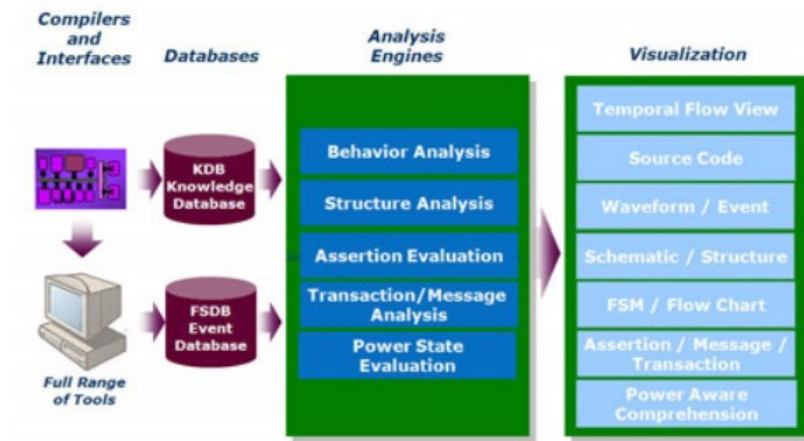 Compilers
and
Interfaces
Databases
Analysis
Engines
Visualization
KDB
Knowledge
Database
FSDB
Event
Database
Full Range
of Tools
Behavior Analysis
Structure Analysis
Assertion Evaluation
Transaction/Message
Analysis
Power State
Evaluation
Temporal Flow View
Source Code
Waveform / Event
Schematic / Structure
FSM / Flow Chart
Assertion / Message /
Transaction
Power Aware
Comprehension